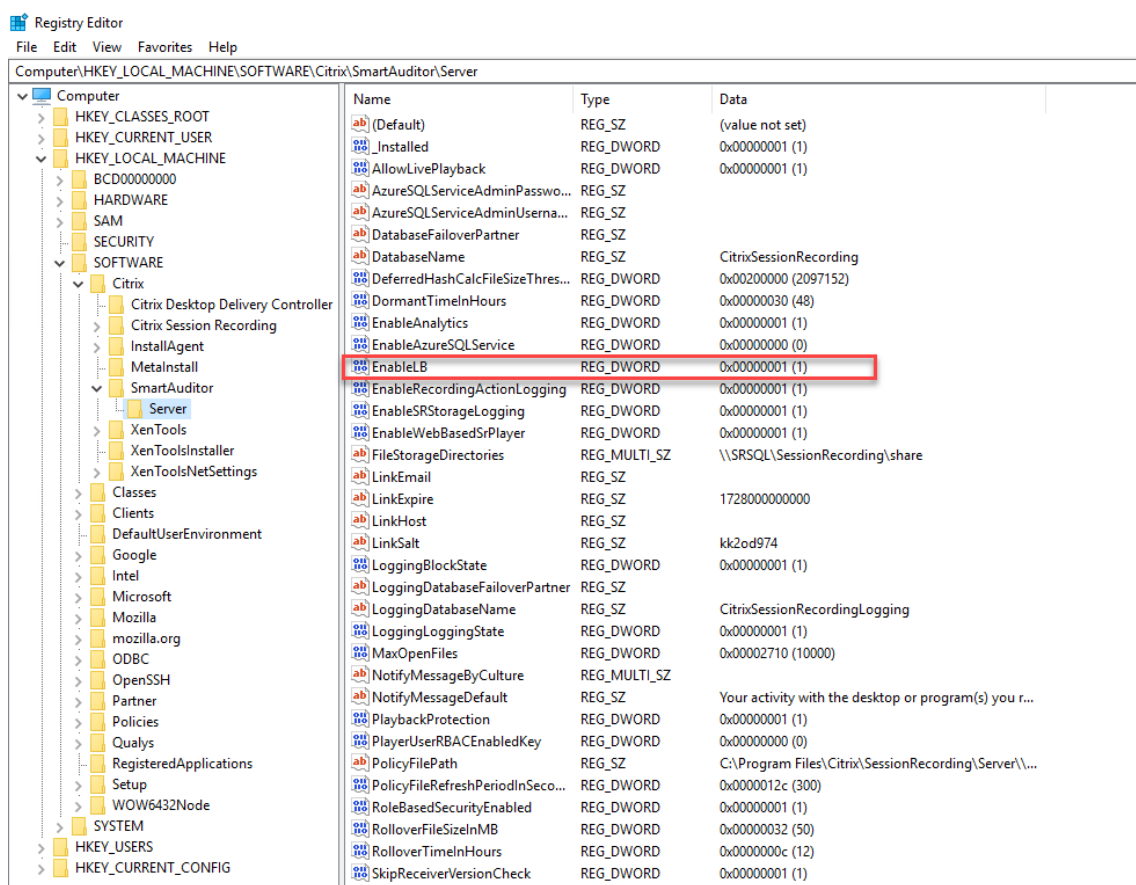 Registry Editor
File Edit View Favorites Help
Computer\HKEY_LOCAL_MACHINE\SOFTWARE\Citrix\SmartAuditor\Server
Computer
HKEY_CLASSES_ROOT
HKEY_CURRENT_USER
HKEY_LOCAL_MACHINE
BCD00000000
HARDWARE
SAM
SECURITY
SOFTWARE
Citrix
Citrix Desktop Delivery Controller
Citrix Session Recording
InstallAgent
MetaInstall
SmartAuditor
Server
XenTools
XenToolsInstaller
XenToolsNetSettings
Classes
Clients
DefaultUserEnvironment
Google
Intel
Microsoft
Mozilla
mozilla.org
ODBC
OpenSSH
Partner
Policies
Qualys
RegisteredApplications
Setup
WOW6432Node
SYSTEM
HKEY_USERS
HKEY_CURRENT_CONFIG
Name Type Data
(Default) REG_SZ (value not set)
_Installed REG_DWORD 0x00000001 (1)
AllowLivePlayback REG_DWORD 0x00000001 (1)
AzureSQLServiceAdminPasswo... REG_SZ
AzureSQLServiceAdminUserna... REG_SZ
DatabaseFailoverPartner REG_SZ
DatabaseName REG_SZ CitrixSessionRecording
DeferredHashCalcFileSizeThres... REG_DWORD 0x00200000 (2097152)
DormantTimeInHours REG_DWORD 0x00000030 (48)
EnableAnalytics REG_DWORD 0x00000001 (1)
EnableAzureSQLService REG_DWORD 0x00000000 (0)
EnableLB REG_DWORD 0x00000001 (1)
EnableRecordingActionLogging REG_DWORD 0x00000001 (1)
EnableSRStorageLogging REG_DWORD 0x00000001 (1)
EnableWebBasedSrPlayer REG_DWORD 0x00000001 (1)
FileStorageDirectories REG_MULTI_SZ \\SRSQL\SessionRecording\share
LinkEmail REG_SZ
LinkExpire REG_SZ 1728000000000
LinkHost REG_SZ
LinkSalt REG_SZ kk2od974
LoggingBlockState REG_DWORD 0x00000001 (1)
LoggingDatabaseFailoverPartner REG_SZ
LoggingDatabaseName REG_SZ CitrixSessionRecordingLogging
LoggingLoggingState REG_DWORD 0x00000001 (1)
MaxOpenFiles REG_DWORD 0x00002710 (10000)
NotifyMessageByCulture REG_MULTI_SZ
NotifyMessageDefault REG_SZ Your activity with the desktop or program(s) you r...
PlaybackProtection REG_DWORD 0x00000001 (1)
PlayerUserRBACEnabledKey REG_DWORD 0x00000000 (0)
PolicyFilePath REG_SZ C:\Program Files\Citrix\SessionRecording\Server\\...
PolicyFileRefreshPeriodInSeco... REG_DWORD 0x0000012c (300)
RoleBasedSecurityEnabled REG_DWORD 0x00000001 (1)
RolloverFileSizeInMB REG_DWORD 0x00000032 (50)
RolloverTimeInHours REG_DWORD 0x0000000c (12)
SkipReceiverVersionCheck REG_DWORD 0x00000001 (1)